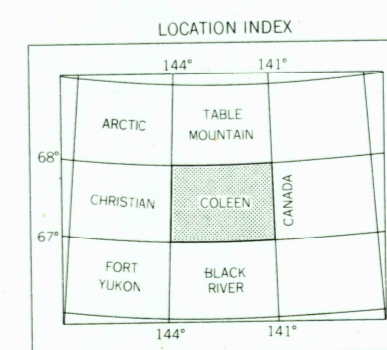 LOCATION INDEX
144° 141°
ARCTIC
TABLE
MOUNTAIN
68°
CHRISTIAN
COLEEN
CANADA
67°
FORT
YUKON
BLACK
RIVER
144° 141°